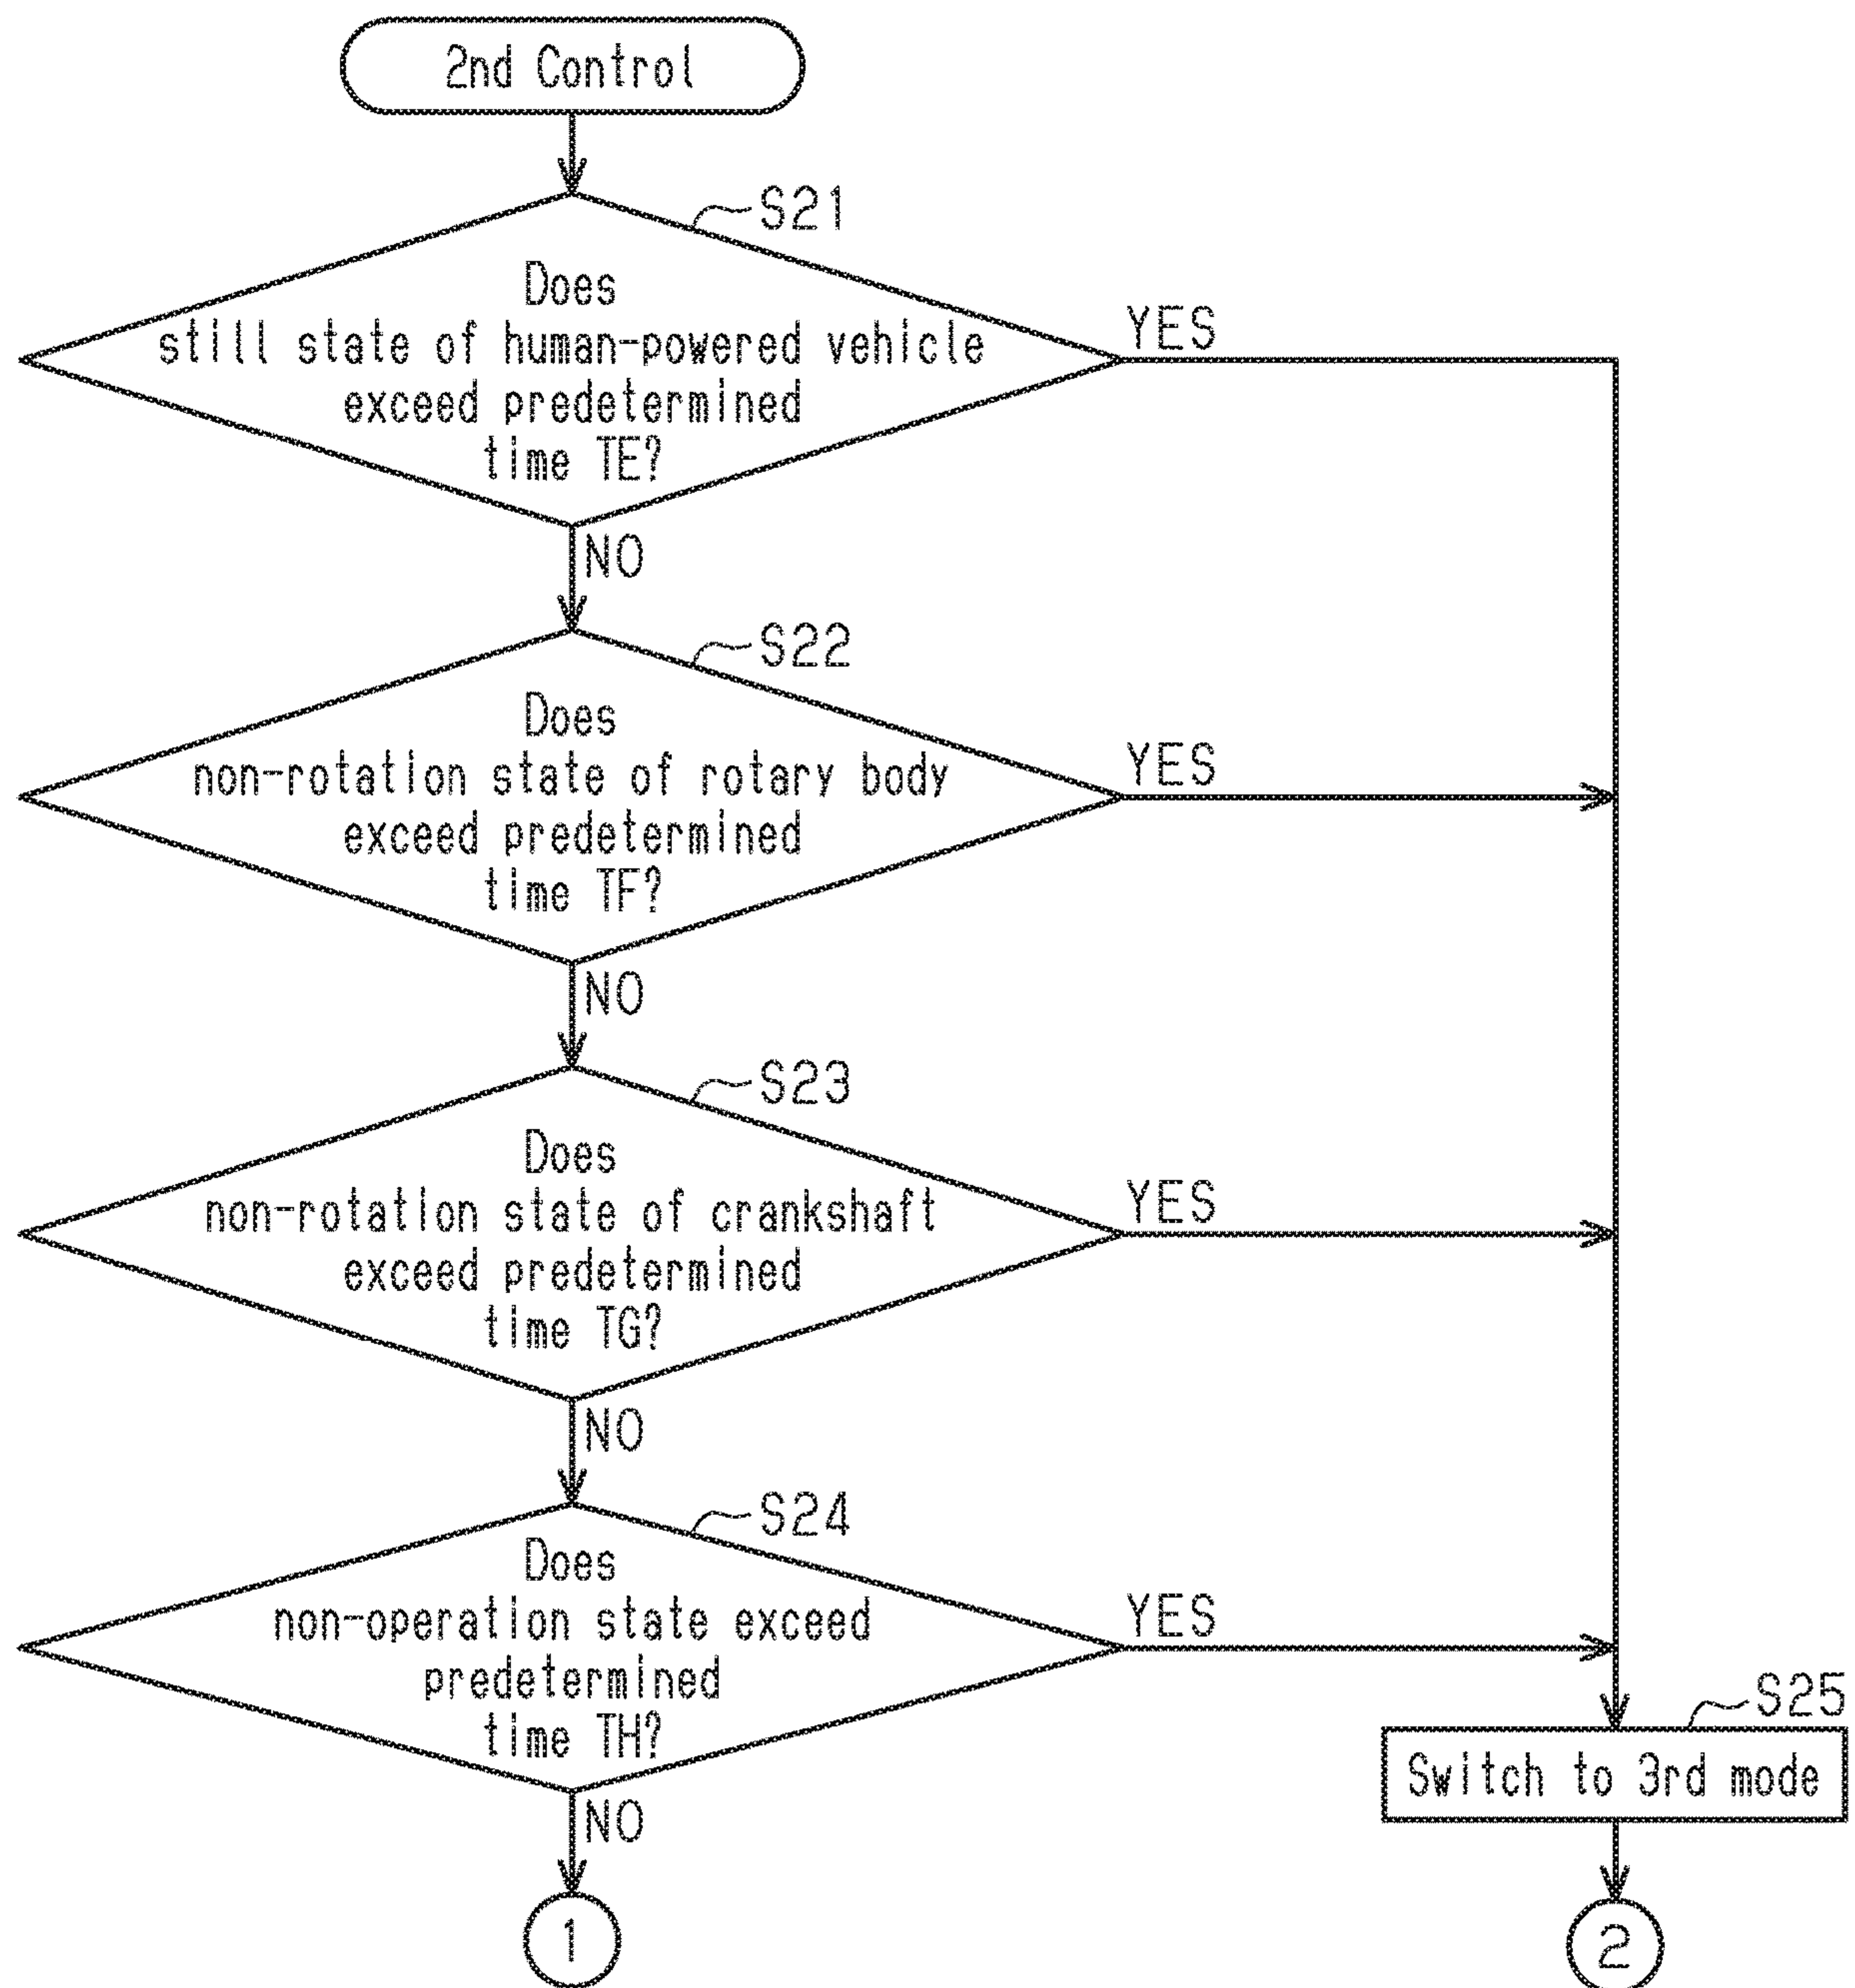 2nd Control
S21
Does
still state of human-powered vehicle
exceed predetermined
time TE?
YES
NO
S22
Does
non-rotation state of rotary body
exceed predetermined
time TF?
YES
NO
S23
Does
non-rotation state of crankshaft
exceed predetermined
time TG?
YES
NO
S24
Does
non-operation state exceed
predetermined
time TH?
YES
NO
S25
Switch to 3rd mode
1
2